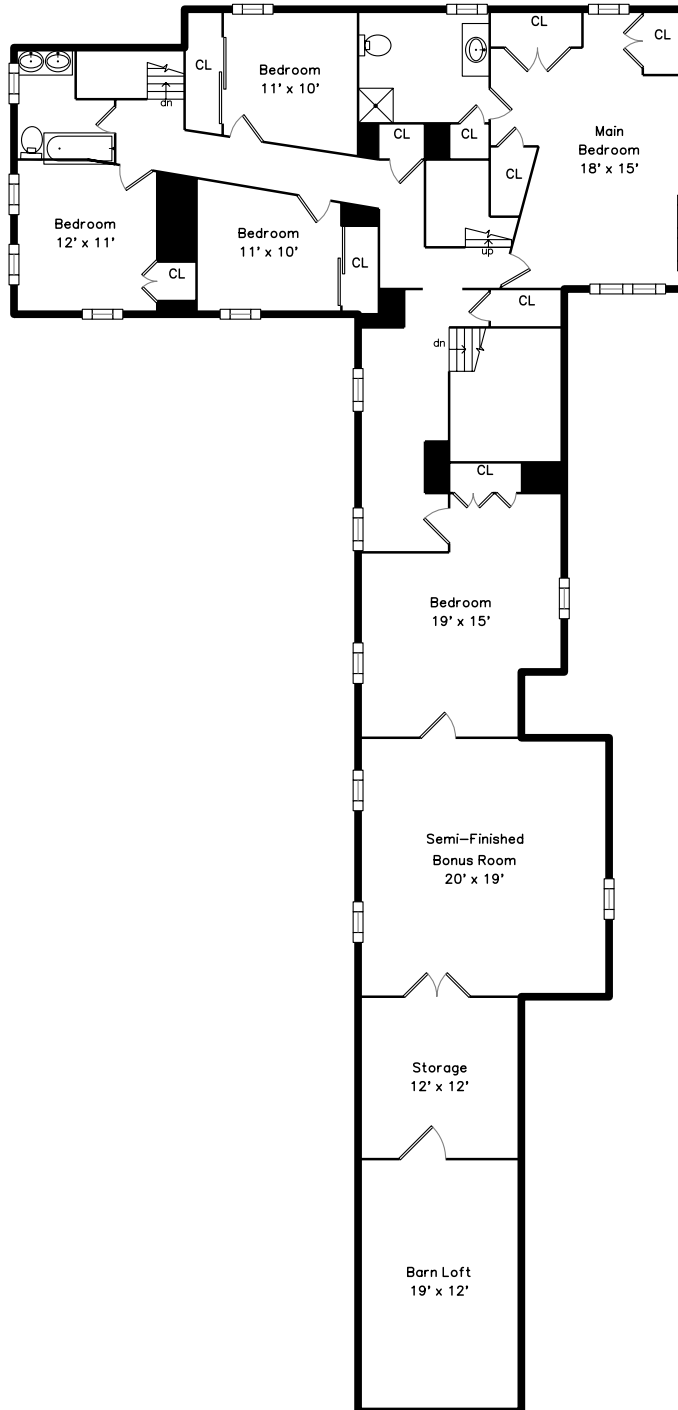 CL
CL
CL
Bedroom
11' x 10'
dn
CL
CL
Main
Bedroom
18' x 15'
CL
Bedroom
12' x 11'
Bedroom
11' x 10'
up
CL
CL
CL
dn
CL
Bedroom
19' x 15'
Semi-Finished
Bonus Room
20' x 19'
Storage
12' x 12'
Barn Loft
19' x 12'